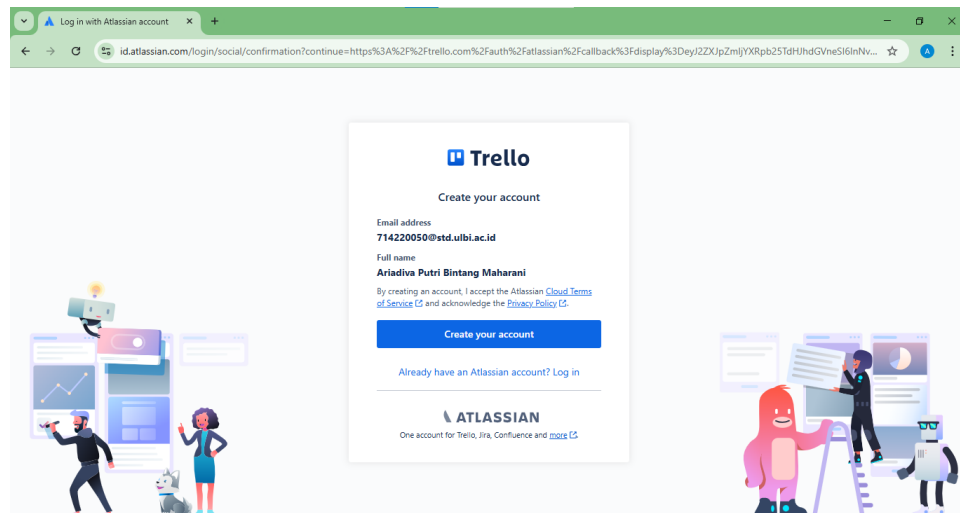 Log in with Atlassian account
id.atlassian.com/login/social/confirmation?continue=https%3A%2F%2Ftrello.com%2Fauth%2Fatlassian%2Fcallback%3Fdisplay%3DeyJ2ZXJpZmljYXRpb25TdHJhdGVneSI6InNv...
A
Trello
Create your account
Email address
714220050@std.ulbi.ac.id
Full name
Ariadiva Putri Bintang Maharani
By creating an account, I accept the Atlassian Cloud Terms
of Service and acknowledge the Privacy Policy.
Create your account
Already have an Atlassian account? Log in
ATLASSIAN
One account for Trello, Jira, Confluence and more.